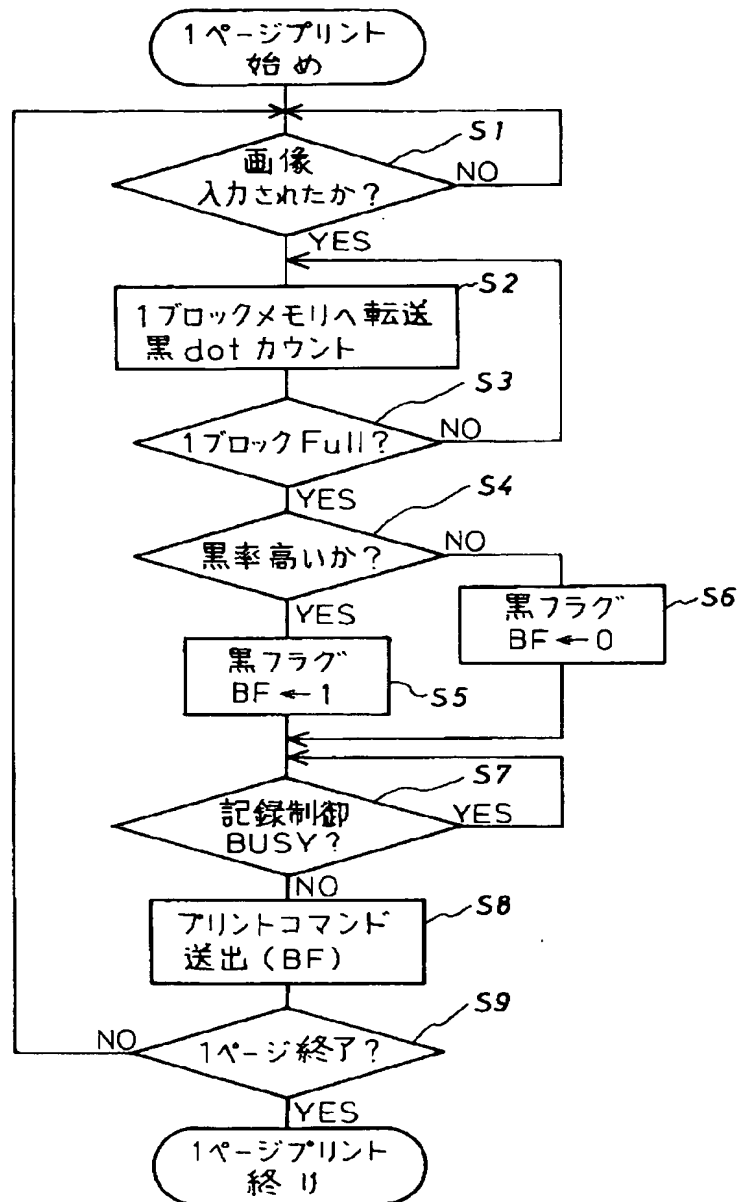 1ページプリント
始め
S1
画像
入力されたか?
NO
YES
S2
1ブロックメモリへ転送
黒dotカウント
S3
1ブロックFull?
NO
YES
S4
黒率高いか?
NO
YES
S6
黒フラグ
BF←0
黒フラグ
BF←1
S5
S7
記録制御
BUSY?
YES
NO
S8
プリントコマンド
送出(BF)
S9
NO
1ページ終了?
YES
1ページプリント
終り